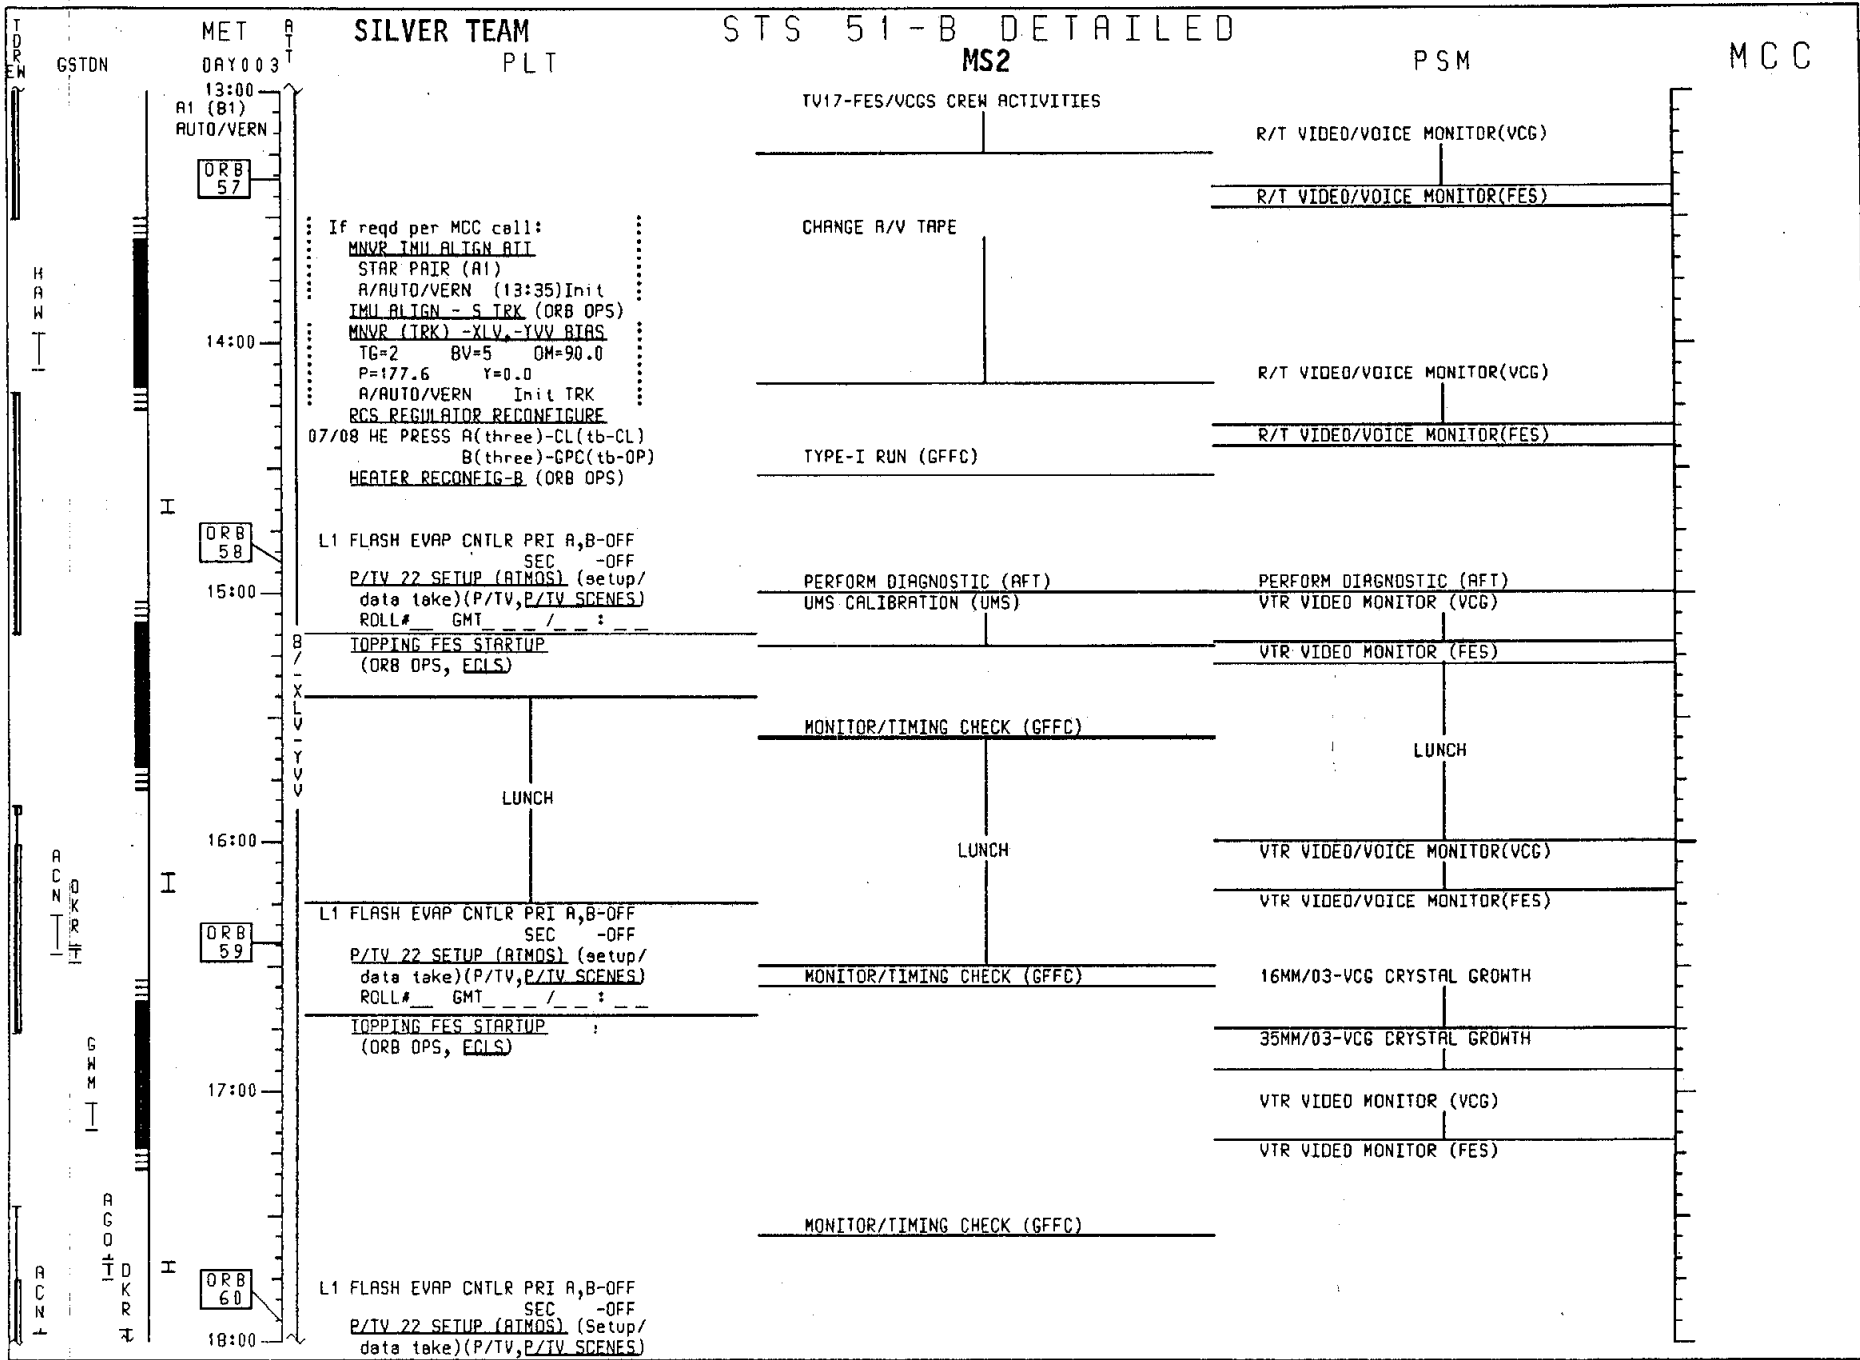 TDRW
EW
GSTDN
MET
DAY003
ATT
SILVER TEAM
PLT
STS 51-B DETAILED
MS2
PSM
MCC
13:00
A1 (B1)
AUTO/VERN
ORB
57
HAW
14:00
ORB
58
15:00
B/-XLV-YVV
16:00
ACN
DKR
ORB
59
GWM
17:00
AGO
DKR
ACN
ORB
60
18:00
If reqd per MCC call:
MNVR IMU ALIGN ATT
STAR PAIR (A1)
A/AUTO/VERN (13:35)Init
IMU ALIGN - S TRK (ORB OPS)
MNVR (TRK) -XLV,-YVV BIAS
TG=2 BV=5 OM=90.0
P=177.6 Y=0.0
A/AUTO/VERN Init TRK
RCS REGULATOR RECONFIGURE
07/08 HE PRESS A(three)-CL(tb-CL)
B(three)-GPC(tb-OP)
HEATER RECONFIG-B (ORB OPS)
L1 FLASH EVAP CNTLR PRI A,B-OFF
SEC -OFF
P/TV 22 SETUP (ATMOS) (setup/
data take)(P/TV,P/TV SCENES)
ROLL#__ GMT_ _ _ /_ _ : _ _
TOPPING FES STARTUP
(ORB OPS, ECLS)
LUNCH
L1 FLASH EVAP CNTLR PRI A,B-OFF
SEC -OFF
P/TV 22 SETUP (ATMOS) (setup/
data take)(P/TV,P/TV SCENES)
ROLL#__ GMT_ _ _ /_ _ : _ _
TOPPING FES STARTUP
(ORB OPS, ECLS)
L1 FLASH EVAP CNTLR PRI A,B-OFF
SEC -OFF
P/TV 22 SETUP (ATMOS) (Setup/
data take)(P/TV,P/TV SCENES)
TV17-FES/VCGS CREW ACTIVITIES
CHANGE A/V TAPE
TYPE-I RUN (GFFC)
PERFORM DIAGNOSTIC (AFT)
UMS CALIBRATION (UMS)
MONITOR/TIMING CHECK (GFFC)
LUNCH
MONITOR/TIMING CHECK (GFFC)
MONITOR/TIMING CHECK (GFFC)
R/T VIDEO/VOICE MONITOR(VCG)
R/T VIDEO/VOICE MONITOR(FES)
R/T VIDEO/VOICE MONITOR(VCG)
R/T VIDEO/VOICE MONITOR(FES)
PERFORM DIAGNOSTIC (AFT)
VTR VIDEO MONITOR (VCG)
VTR VIDEO MONITOR (FES)
LUNCH
VTR VIDEO/VOICE MONITOR(VCG)
VTR VIDEO/VOICE MONITOR(FES)
16MM/03-VCG CRYSTAL GROWTH
35MM/03-VCG CRYSTAL GROWTH
VTR VIDEO MONITOR (VCG)
VTR VIDEO MONITOR (FES)